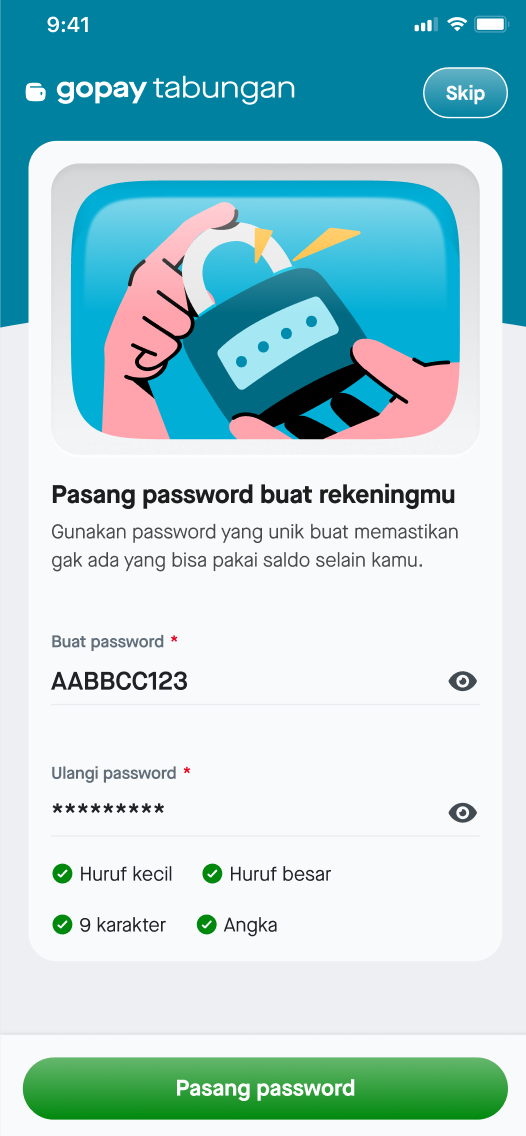 9:41
gopay tabungan
Skip
Pasang password buat rekeningmu
Gunakan password yang unik buat memastikan
gak ada yang bisa pakai saldo selain kamu.
Buat password *
AABBCC123
Ulangi password *
*********
Huruf kecil
Huruf besar
9 karakter
Angka
Pasang password